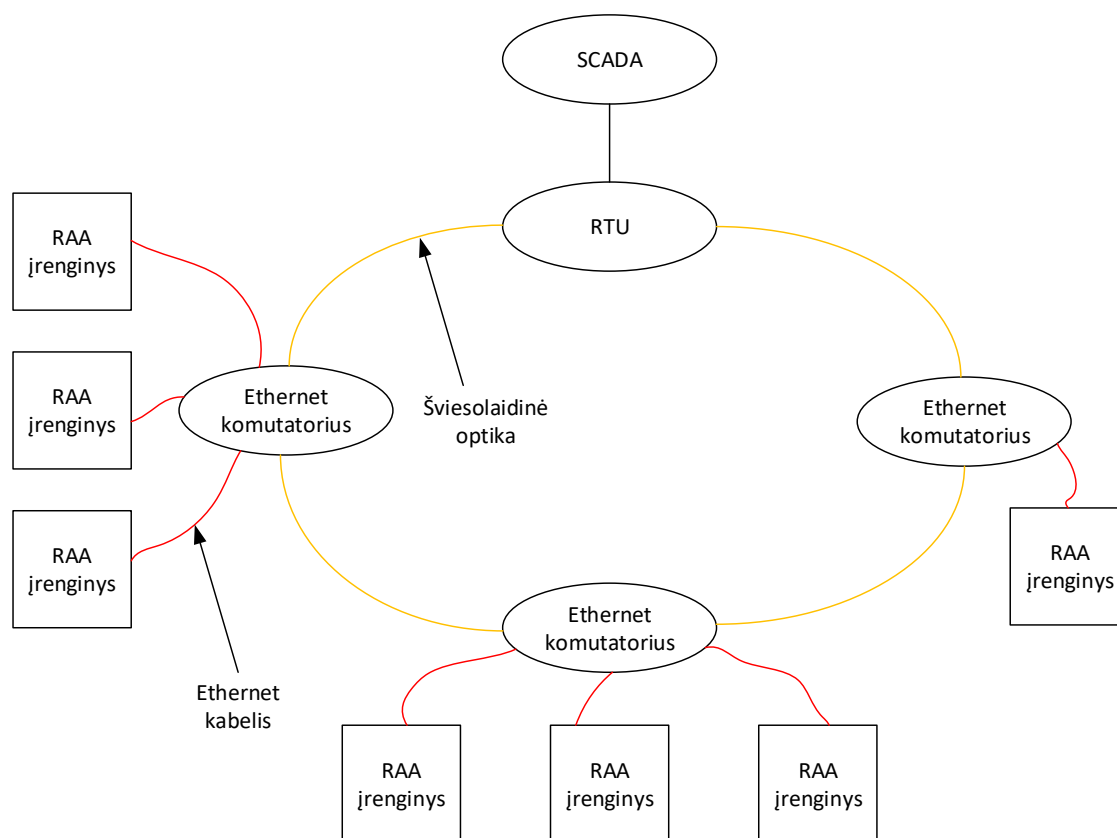 SCADA
RTU
RAA
įrenginys
RAA
įrenginys
RAA
įrenginys
Ethernet
komutatorius
Šviesolaidinė
optika
Ethernet
komutatorius
RAA
įrenginys
Ethernet
komutatorius
Ethernet
kabelis
RAA
įrenginys
RAA
įrenginys
RAA
įrenginys